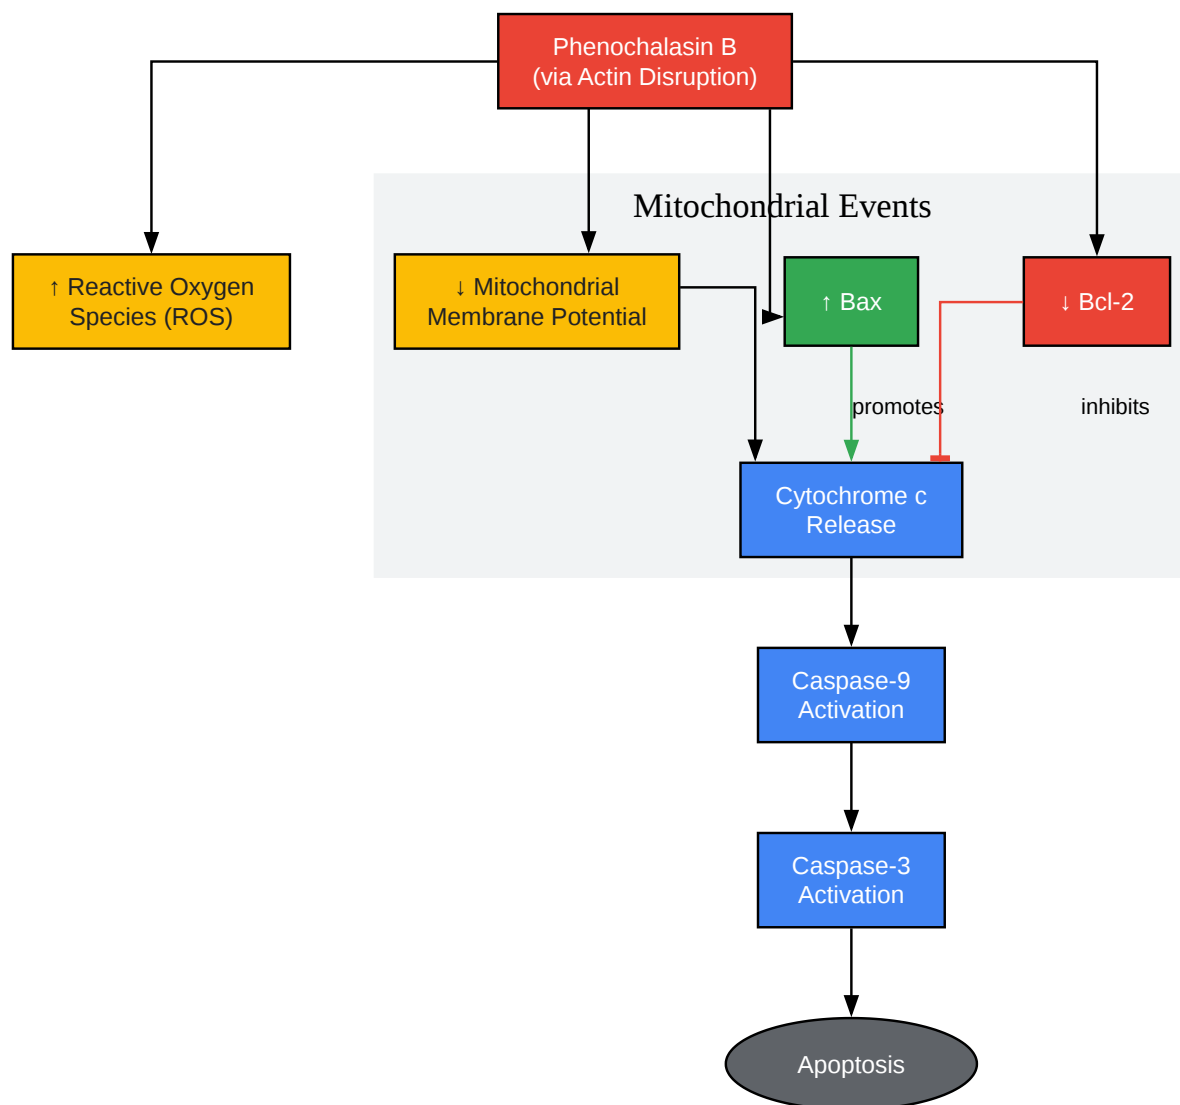 Phenochalasin B
(via Actin Disruption)
Mitochondrial Events
↑ Reactive Oxygen
Species (ROS)
↓ Mitochondrial
Membrane Potential
↑ Bax
↓ Bcl-2
promotes
inhibits
Cytochrome c
Release
Caspase-9
Activation
Caspase-3
Activation
Apoptosis